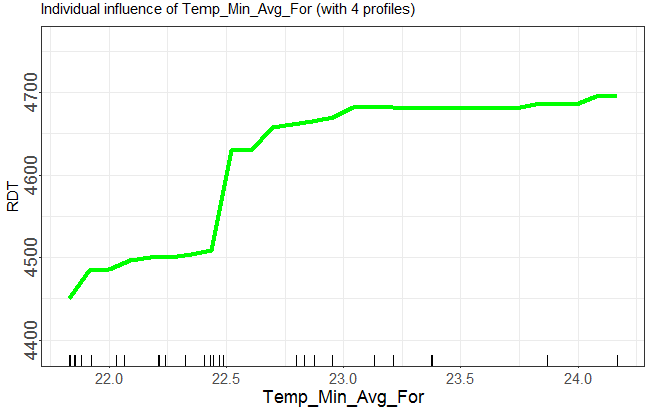 Individual influence of Temp_Min_Avg_For (with 4 profiles)
4700
4600
4500
4400
RDT
22.0 22.5 23.0 23.5 24.0
Temp_Min_Avg_For